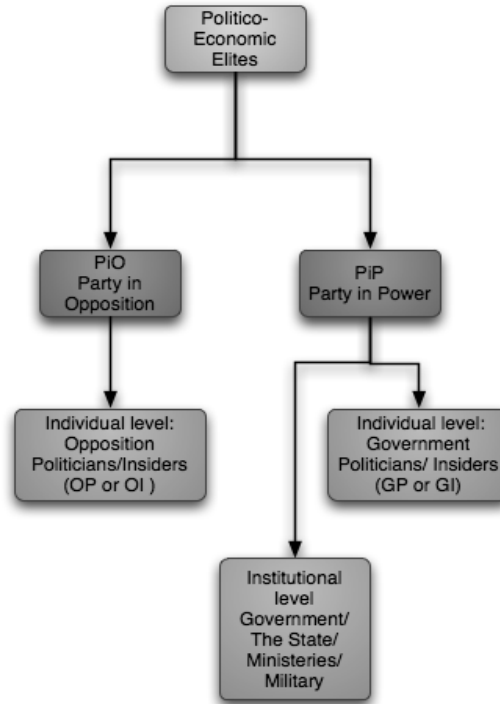 Politico-
Economic
Elites
PiO
Party in
Opposition
PiP
Party in Power
Individual level:
Opposition
Politicians/Insiders
(OP or OI )
Individual level:
Government
Politicians/ Insiders
(GP or GI)
Institutional
level
Government/
The State/
Ministeries/
Military